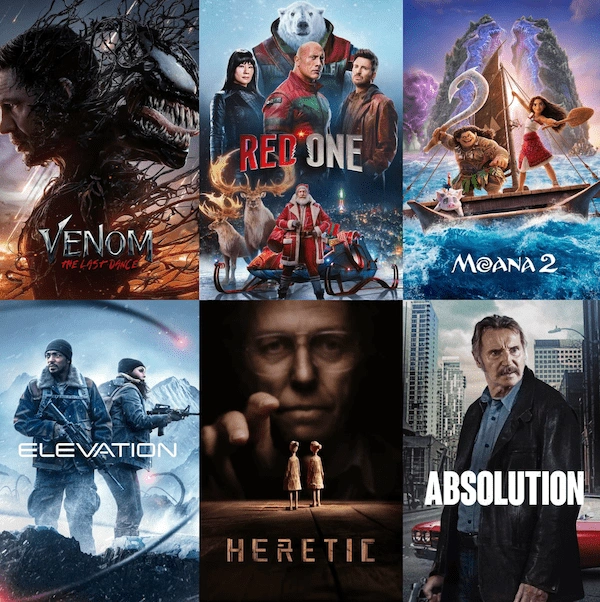 VENOM
THE LAST DANCE
RED ONE
MOANA 2
ELEVATION
HERETIC
ABSOLUTION